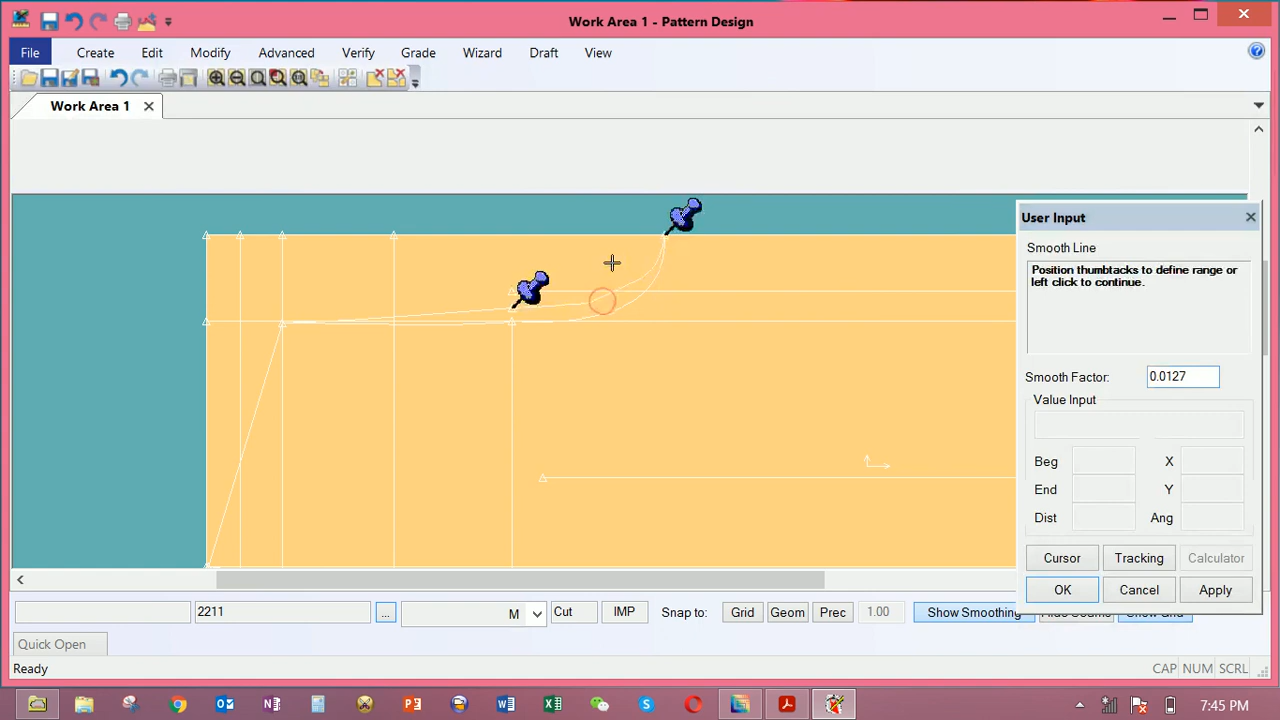 Work Area 1 - Pattern Design
File Create Edit Modify Advanced Verify Grade Wizard Draft View
Work Area 1
User Input
Smooth Line
Position thumbtacks to define range or
left click to continue.
Smooth Factor: 0.0127
Value Input
Beg X
End Y
Dist Ang
Cursor Tracking Calculator
OK Cancel Apply
2211 ... M Cut IMP Snap to: Grid Geom Prec 1.00 Show Smoothing
Quick Open
Ready CAP NUM SCRL
7:45 PM